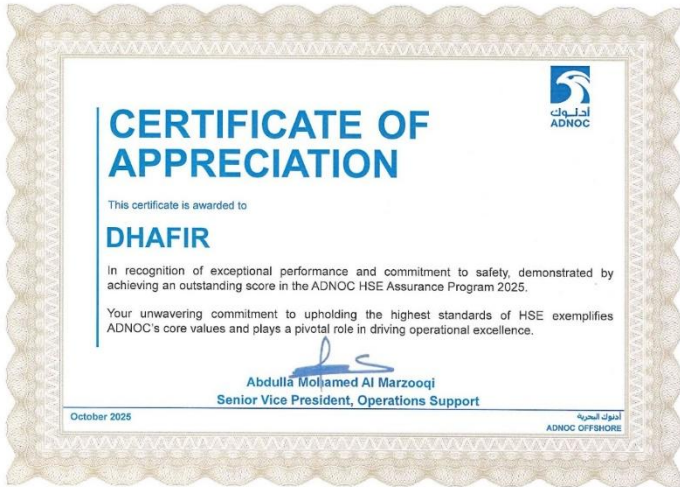 أدنوك
ADNOC
CERTIFICATE OF
APPRECIATION
This certificate is awarded to
DHAFIR
In recognition of exceptional performance and commitment to safety, demonstrated by
achieving an outstanding score in the ADNOC HSE Assurance Program 2025.
Your unwavering commitment to upholding the highest standards of HSE exemplifies
ADNOC's core values and plays a pivotal role in driving operational excellence.
Abdulla Mohamed Al Marzooqi
Senior Vice President, Operations Support
October 2025
أدنوك البحرية
ADNOC OFFSHORE